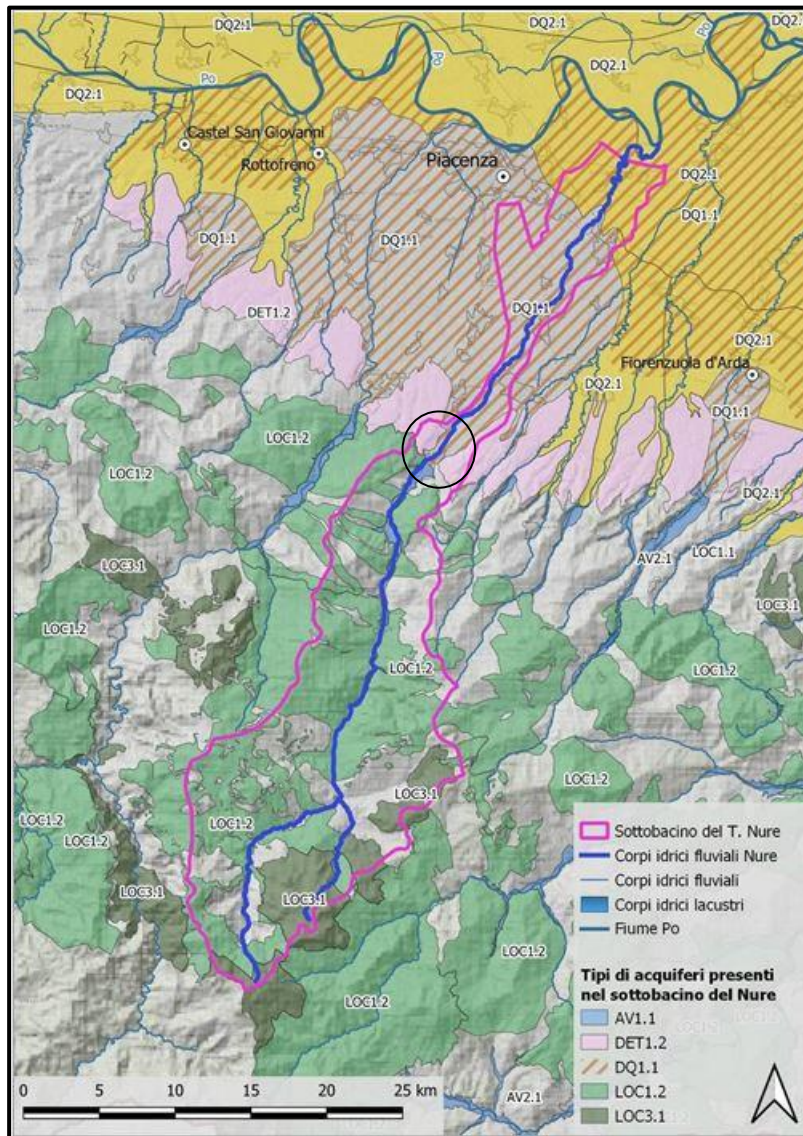 DQ2.1
DQ2.1
DQ2.1
Po
Po
DQ2.1
Po
DQ2.1
Castel San Giovanni
Rottofreno
Piacenza
DQ2.1
DQ1.1
DQ1.1
DQ1.1
DET1.2
DQ1.1
Fiorenzuola d'Arda
DQ2.1
DQ1.1
LOC1.2
LOC1.2
DQ2.1
AV2.1
LOC1.1
LOC3.1
LOC3.1
LOC1.2
LOC1.2
LOC1.2
LOC3.1
LOC1.2
LOC1.2
LOC1.2
LOC3.1
LOC3.1
LOC1.2
LOC1.2
LOC1.2
AV2.1
Sottobacino del T. Nure
Corpi idrici fluviali Nure
Corpi idrici fluviali
Corpi idrici lacustri
Fiume Po
Tipi di acquiferi presenti
nel sottobacino del Nure
AV1.1
DET1.2
DQ1.1
LOC1.2
LOC3.1
0 5 10 15 20 25 km